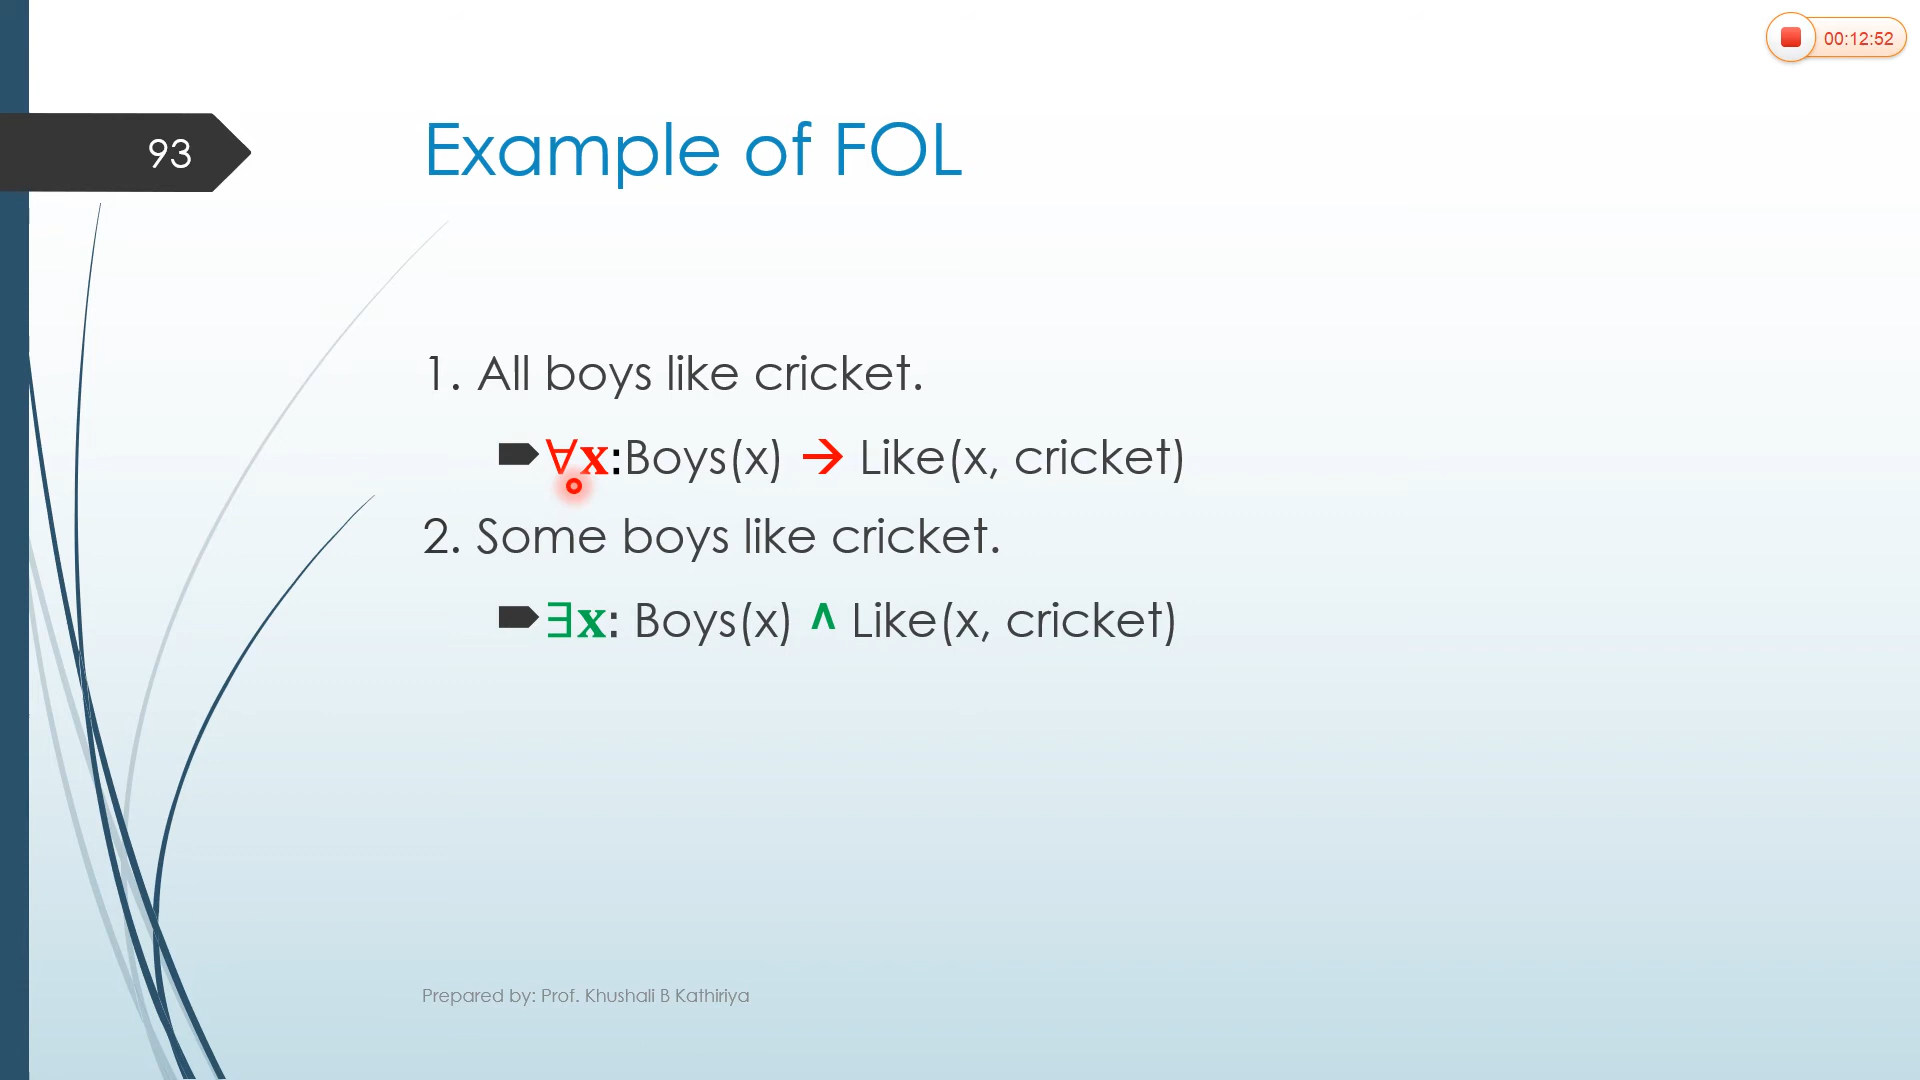 00:12:52
93
Example of FOL
1. All boys like cricket.
∀x:Boys(x) → Like(x, cricket)
2. Some boys like cricket.
∃x: Boys(x) ∧ Like(x, cricket)
Prepared by: Prof. Khushali B Kathiriya